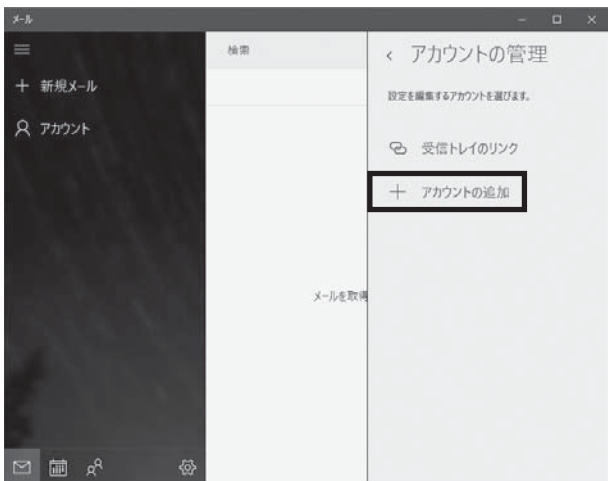 メール
新規メール
アカウント
検索
メールを取得
アカウントの管理
設定を編集するアカウントを選びます。
受信トレイのリンク
アカウントの追加